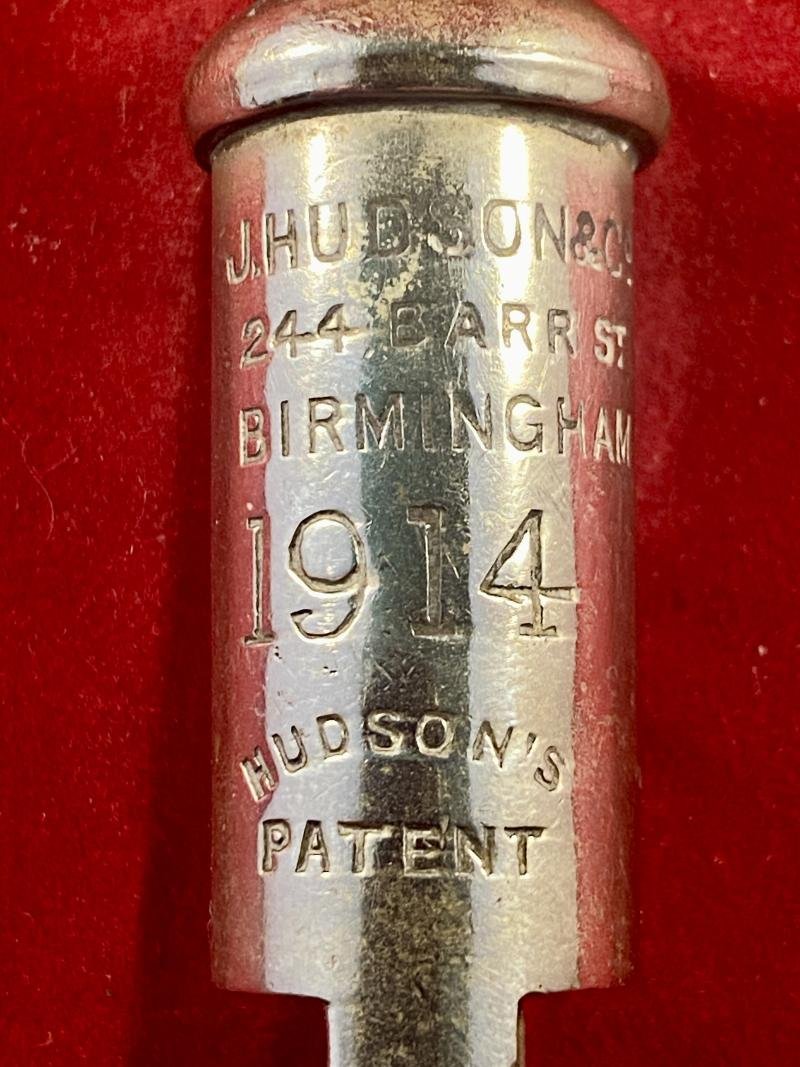 J.HUDSON&Co.
244 BARR ST
BIRMINGHAM
1914
HUDSON'S
PATENT